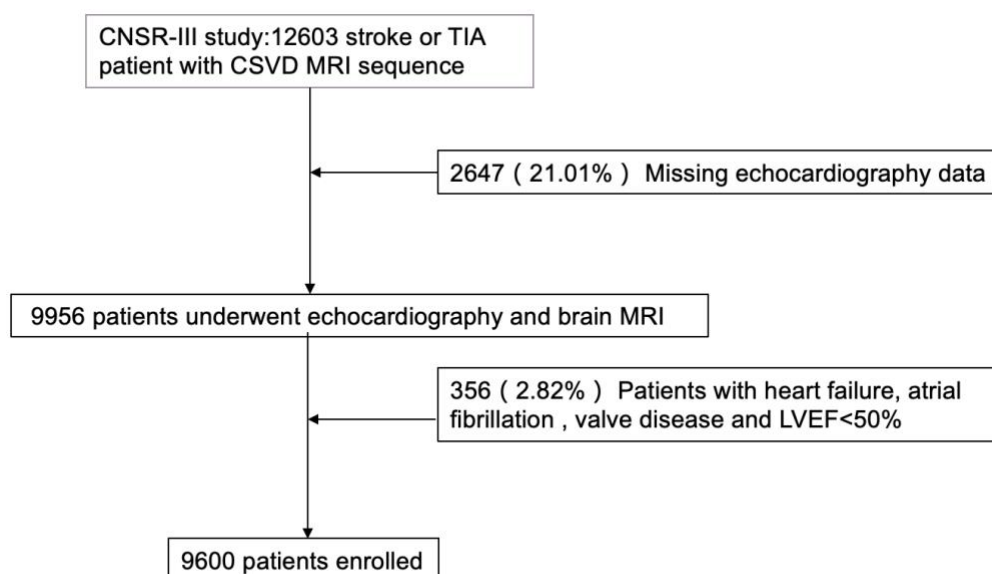 CNSR-III study:12603 stroke or TIA
patient with CSVD MRI sequence
2647 ( 21.01% ) Missing echocardiography data
9956 patients underwent echocardiography and brain MRI
356 ( 2.82% ) Patients with heart failure, atrial
fibrillation , valve disease and LVEF<50%
9600 patients enrolled